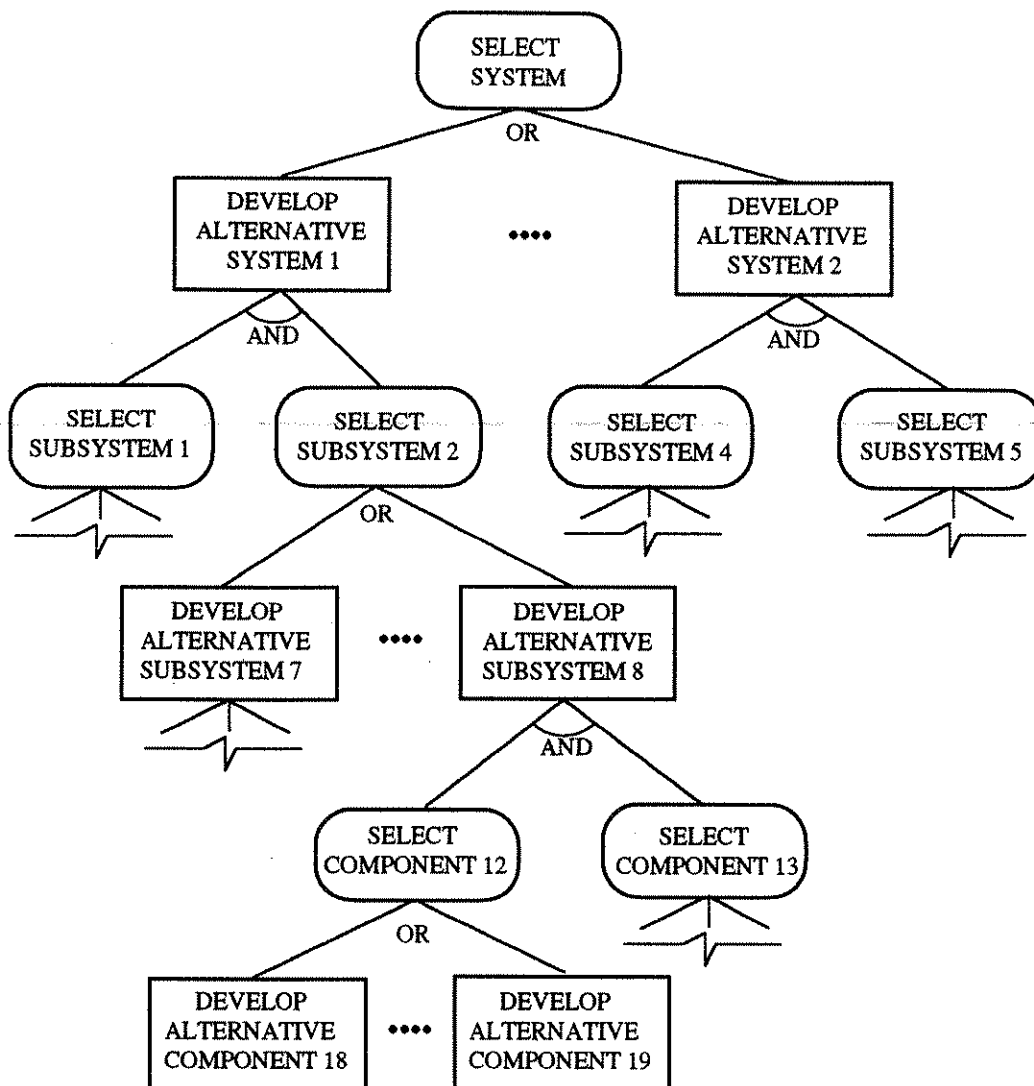 SELECT
SYSTEM
OR
DEVELOP
ALTERNATIVE
SYSTEM 1
DEVELOP
ALTERNATIVE
SYSTEM 2
AND
AND
SELECT
SUBSYSTEM 1
SELECT
SUBSYSTEM 2
SELECT
SUBSYSTEM 4
SELECT
SUBSYSTEM 5
OR
DEVELOP
ALTERNATIVE
SUBSYSTEM 7
DEVELOP
ALTERNATIVE
SUBSYSTEM 8
AND
SELECT
COMPONENT 12
SELECT
COMPONENT 13
OR
DEVELOP
ALTERNATIVE
COMPONENT 18
DEVELOP
ALTERNATIVE
COMPONENT 19